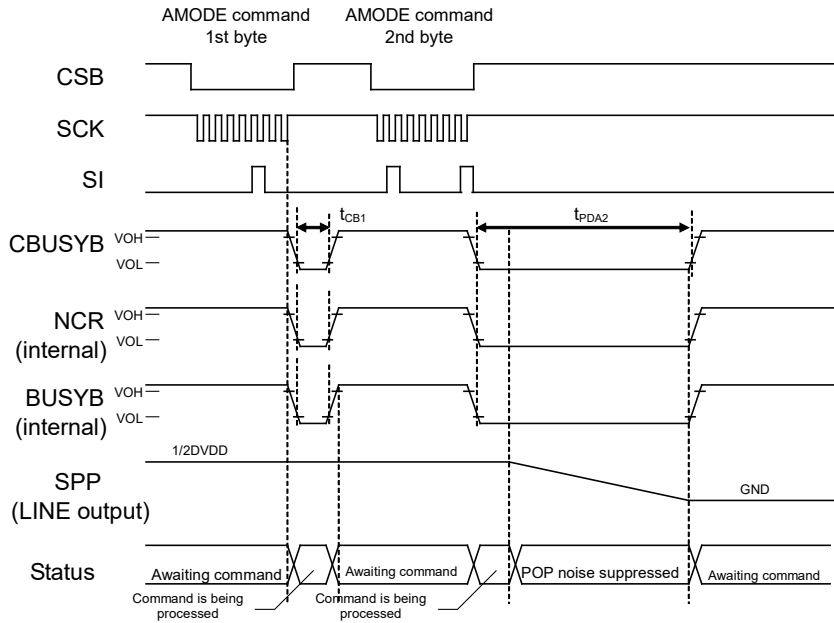 AMODE command
1st byte
AMODE command
2nd byte
CSB
SCK
SI
tCB1
tPDA2
CBUSYB
VOH
VOL
NCR
(internal)
VOH
VOL
BUSYB
(internal)
VOH
VOL
1/2DVDD
SPP
(LINE output)
GND
Status
Awaiting command
Awaiting command
POP noise suppressed
Awaiting command
Command is being
processed
Command is being
processed